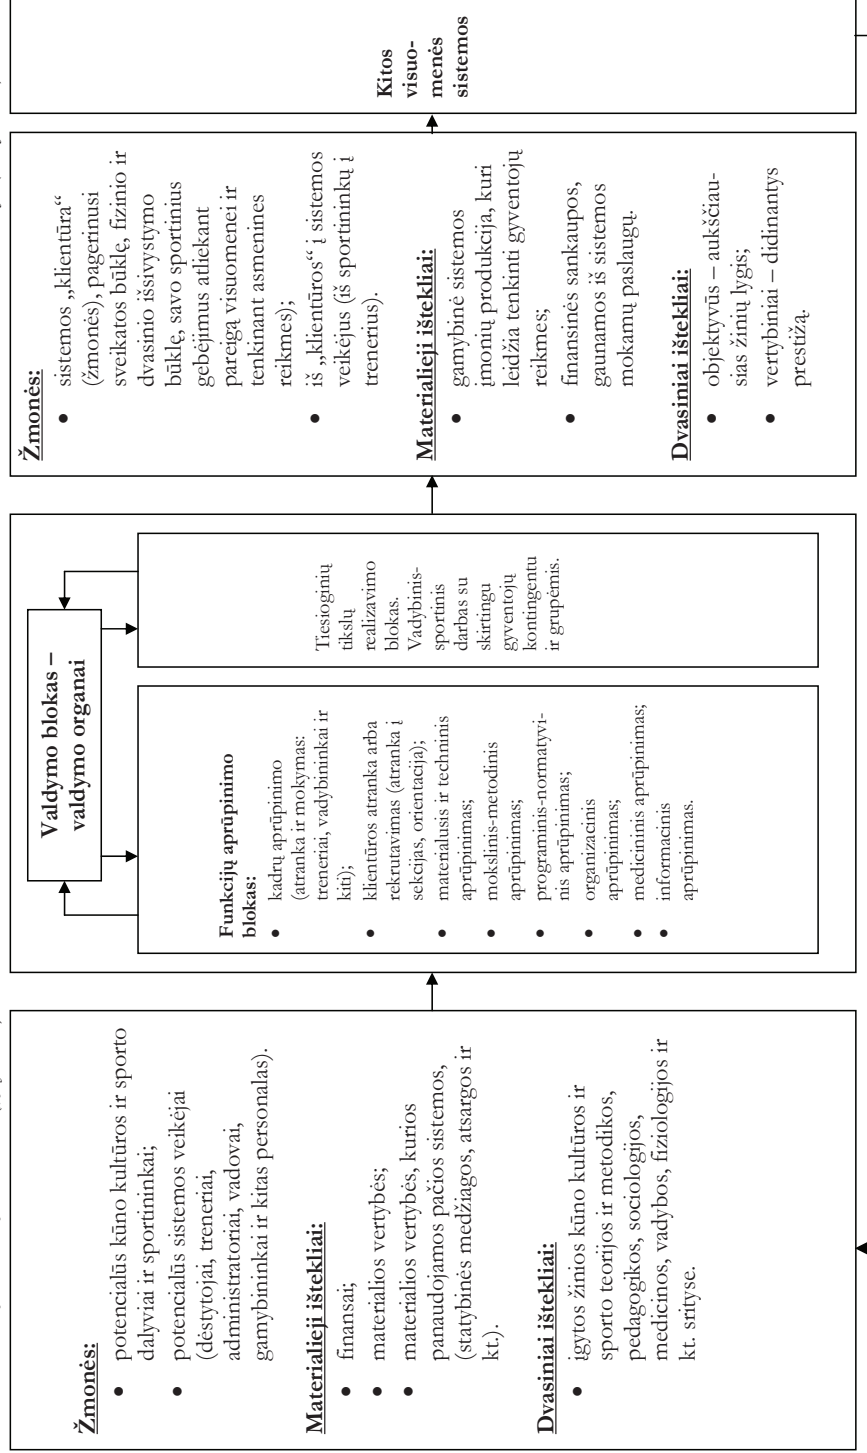 Žmonės:
• potencialūs kūno kultūros ir sporto
dalyviai ir sportininkai;
• potencialūs sistemos veikėjai
(dėstytojai, treneriai,
administratoriai, vadovai,
gamybininkai ir kitas personalas).
Materialieji ištekliai:
• finansai;
• materialios vertybės;
• materialios vertybės, kurios
panaudojamos pačios sistemos,
(statybinės medžiagos, atsargos ir
kt.).
Dvasiniai ištekliai:
• įgytos žinios kūno kultūros ir
sporto teorijos ir metodikos,
pedagogikos, sociologijos,
medicinos, vadybos, fiziologijos ir
kt. srityse.
Valdymo blokas –
valdymo organai
Funkcijų aprūpinimo
blokas:
• kadrų aprūpinimo
(atranka ir mokymas:
treneriai, vadybininkai ir
kiti);
• klientūros atranka arba
rekrutavimas (atranka į
sekcijas, orientacija);
• materialusis ir techninis
aprūpinimas;
• mokslinis-metodinis
aprūpinimas;
• programinis-normatyvi-
nis aprūpinimas;
• organizacinis
aprūpinimas;
• medicininis aprūpinimas;
• informacinis
aprūpinimas.
Tiesioginių
tikslų
realizavimo
blokas.
Vadybinis-
sportinis
darbas su
skirtingu
gyventojų
kontingentu
ir grupėmis.
Žmonės:
• sistemos „klientūra“
(žmonės), pagerinusi
sveikatos būklę, fizinio ir
dvasinio išsivystymo
būklę, savo sportinius
gebėjimus atliekant
pareigą visuomenei ir
tenkinant asmenines
reikmes);
• iš „klientūros“ į sistemos
veikėjus (iš sportininkų į
trenerius).
Materialieji ištekliai:
• gamybinė sistemos
įmonių produkcija, kuri
leidžia tenkinti gyventojų
reikmes;
• finansinės sankaupos,
gaunamos iš sistemos
mokamų paslaugų.
Dvasiniai ištekliai:
• objektyvūs – aukščiau-
sias žinių lygis;
• vertybiniai – didinantys
prestižą.
Kitos
visuo-
menės
sistemos